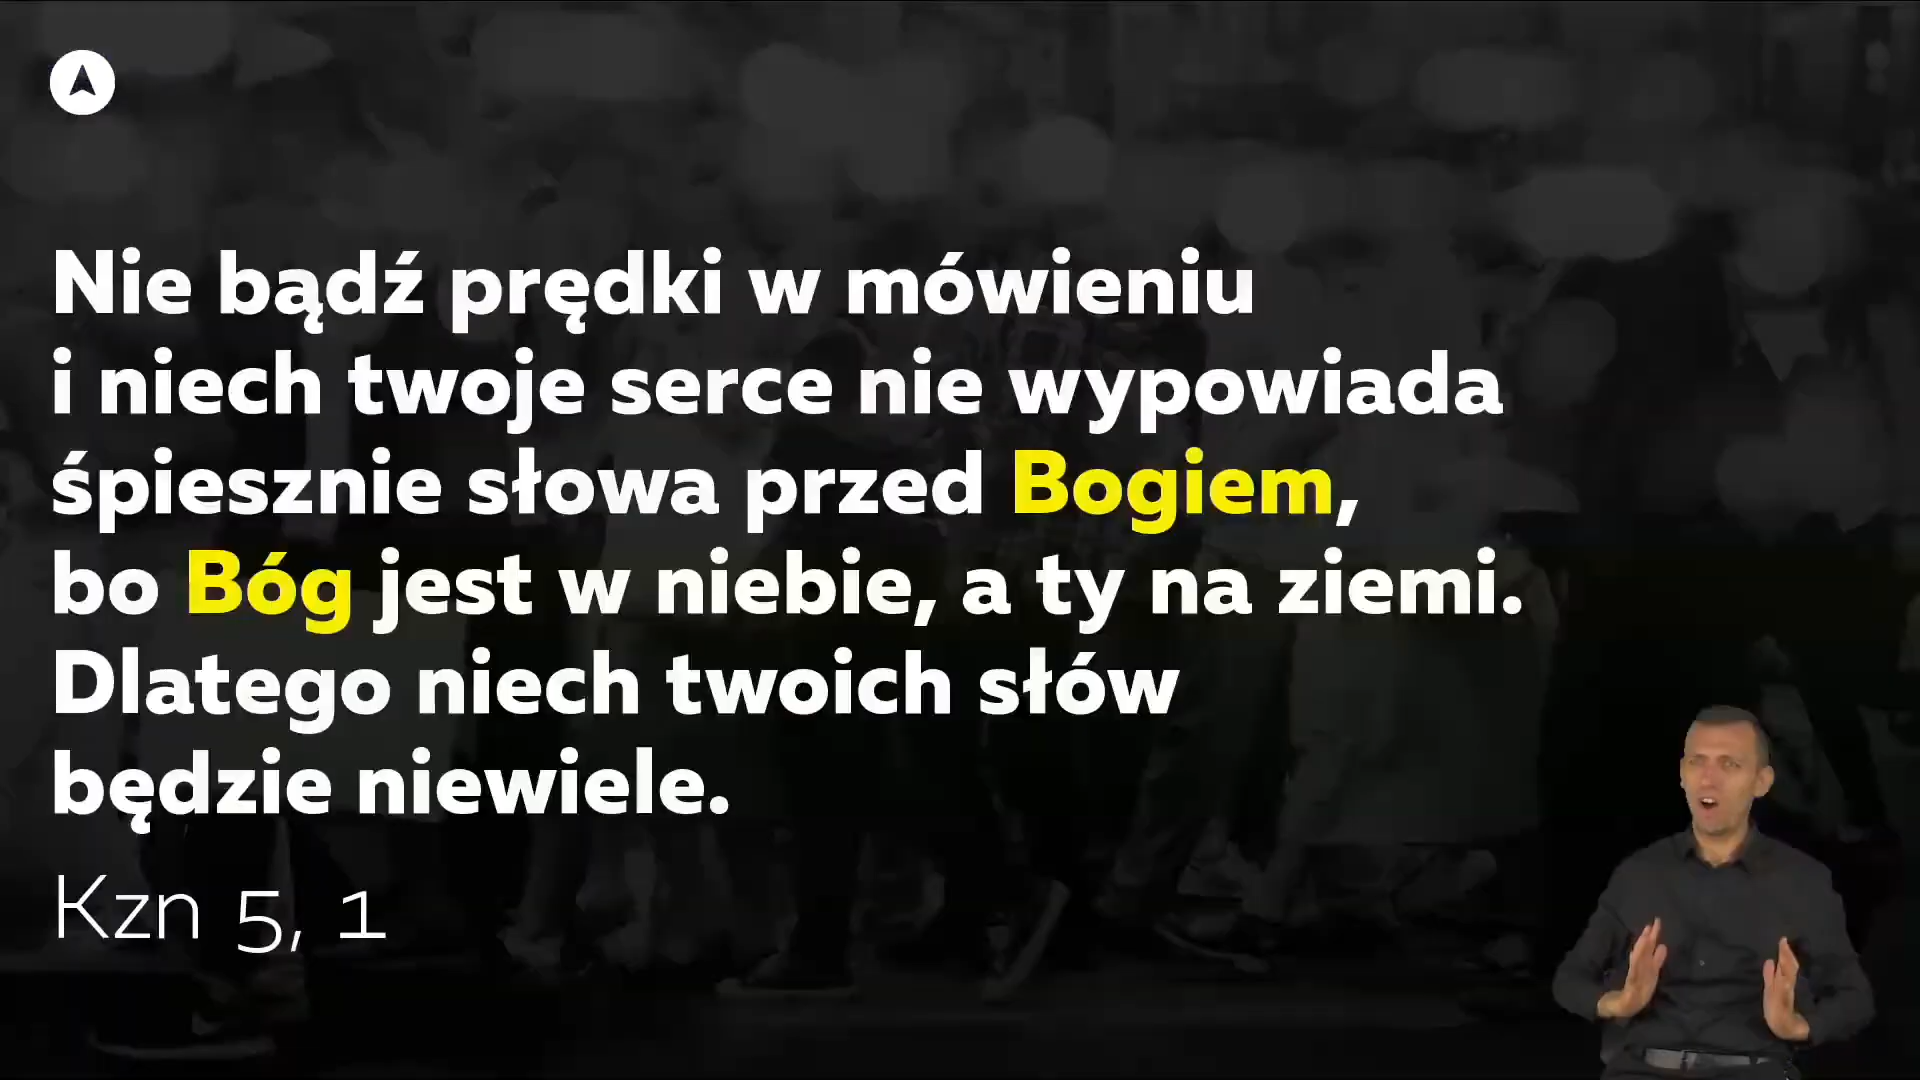 Nie bądź prędki w mówieniu
i niech twoje serce nie wypowiada
śpiesznie słowa przed Bogiem,
bo Bóg jest w niebie, a ty na ziemi.
Dlatego niech twoich słów
będzie niewiele.
Kzn 5, 1